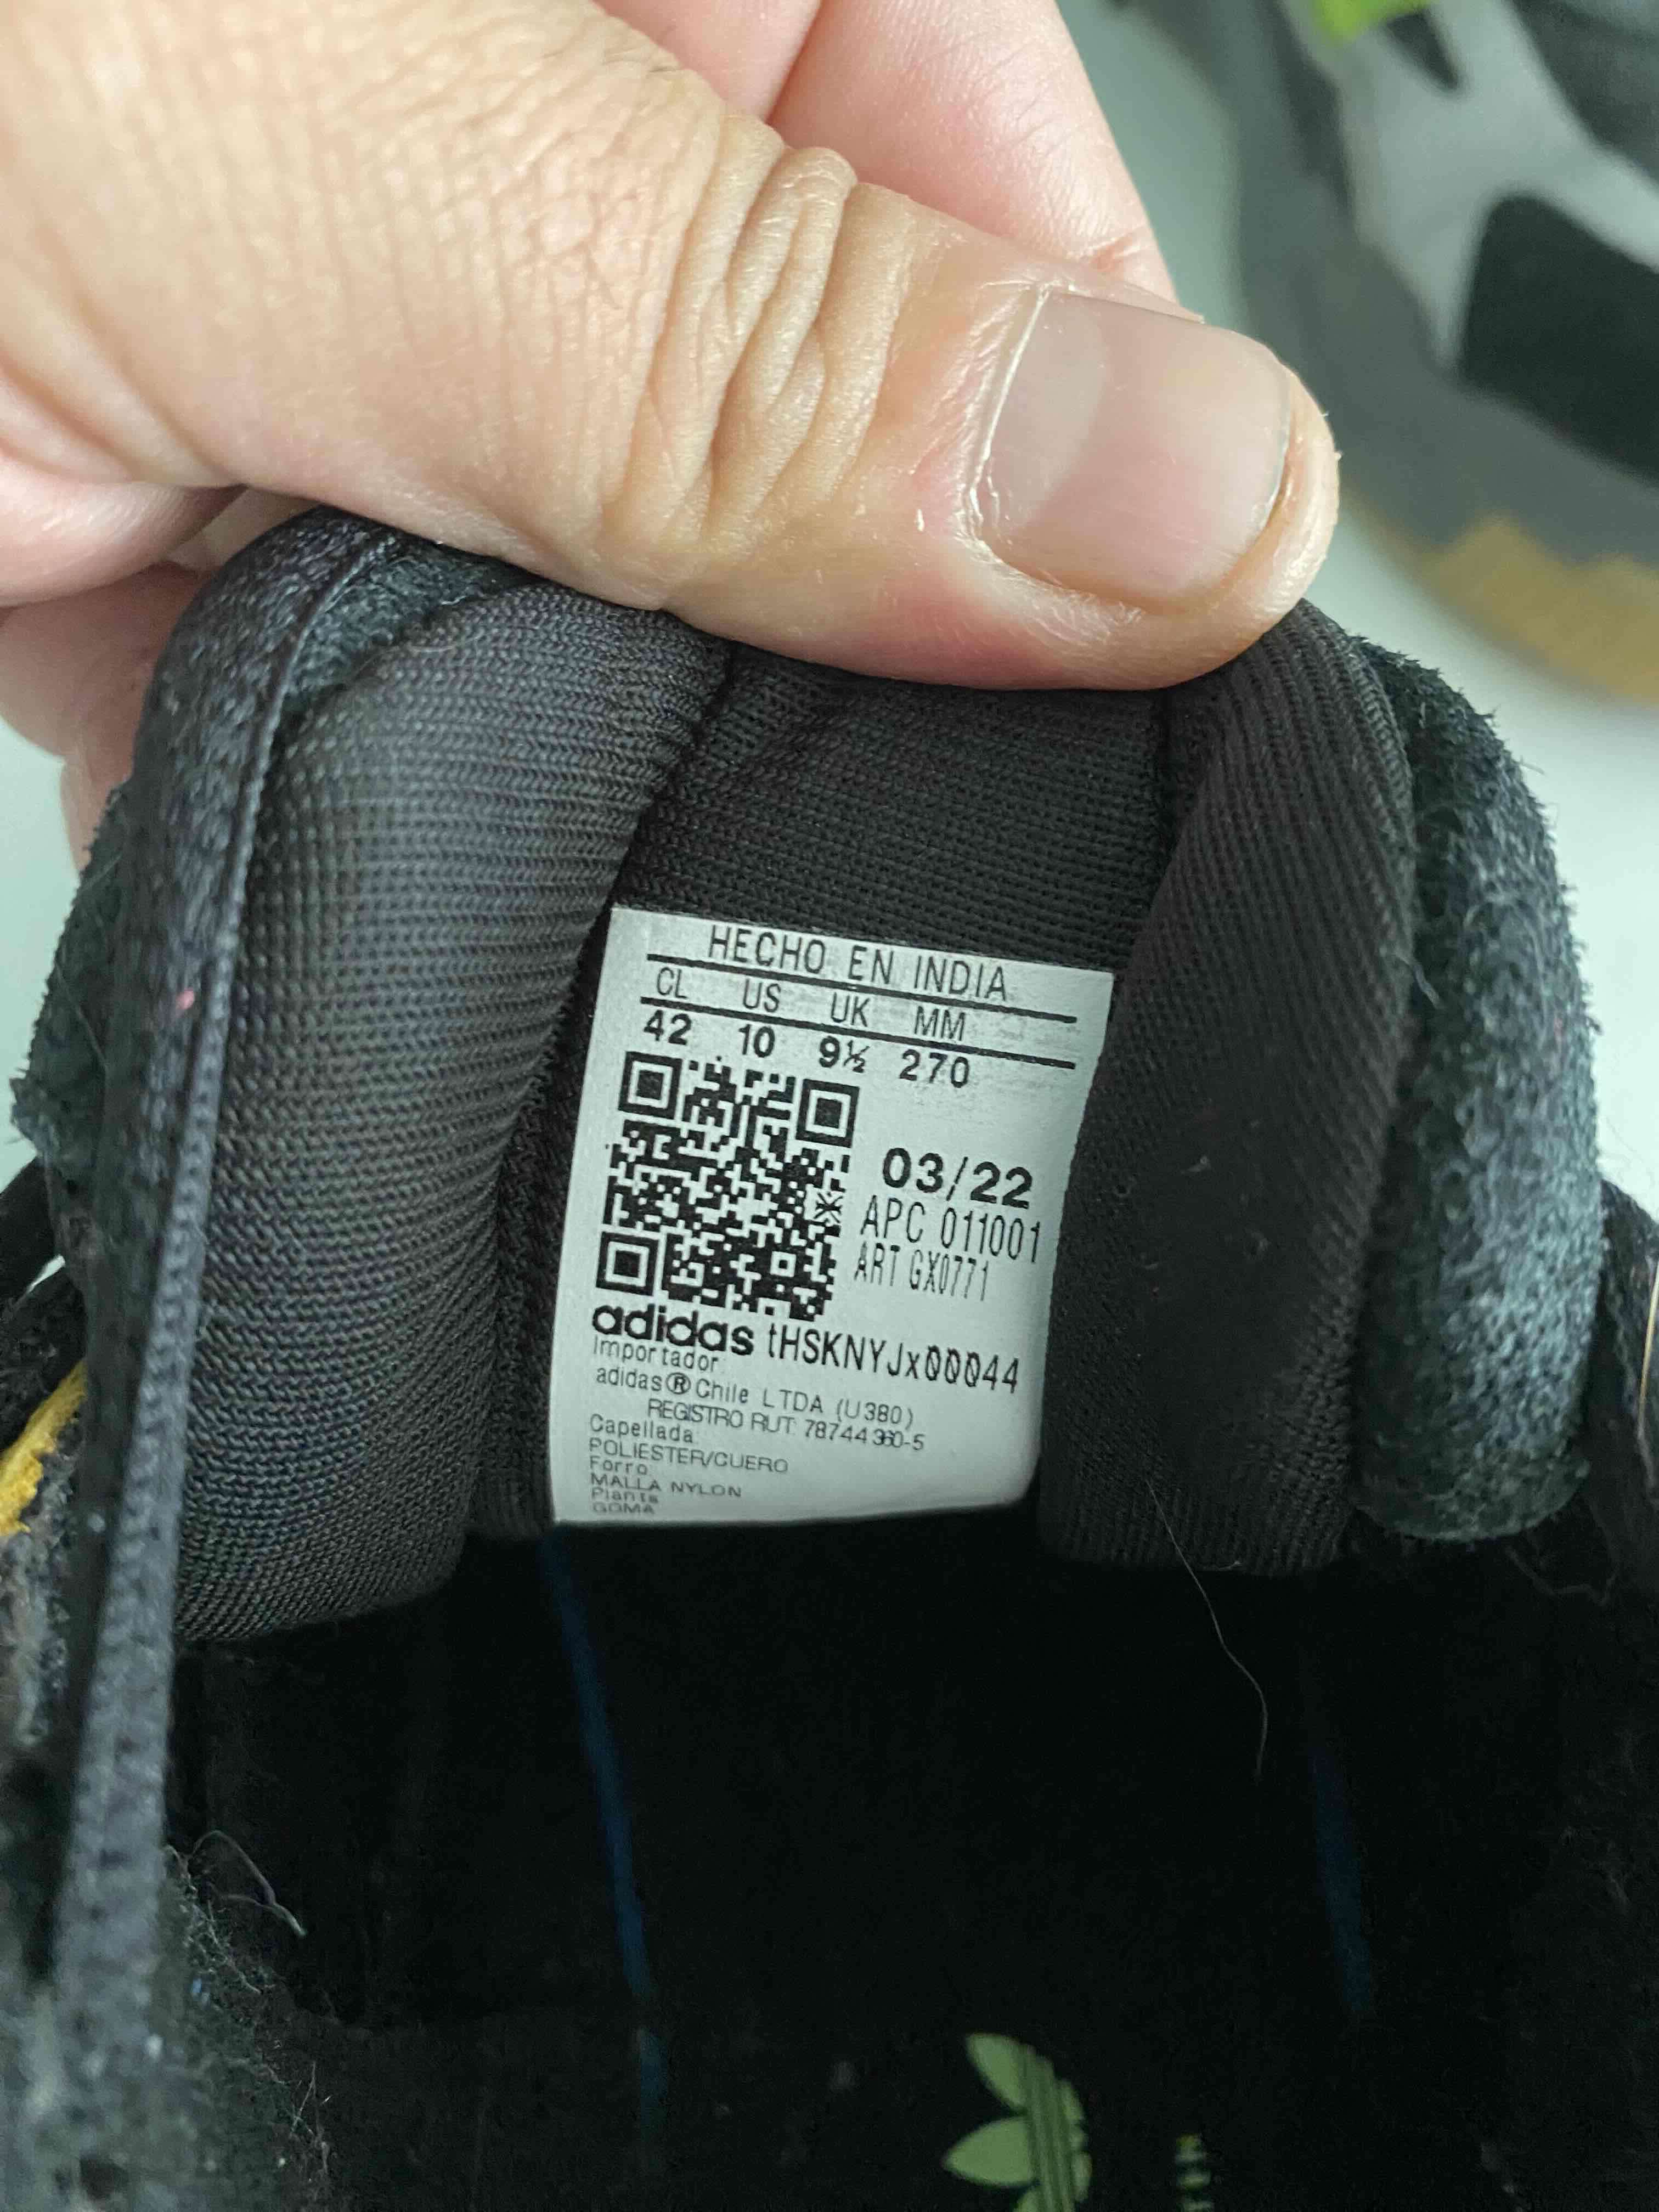 HECHO EN INDIA
CL US UK MM
42 10 9½ 270
03/22
APC 011001
ART GX0771
adidas tHSKNYJx00044
Importador
adidas® Chile LTDA (U380)
REGISTRO RUT: 78744360-5
Capellada:
POLIESTER/CUERO
Forro
MALLA NYLON
Planta
GOMA